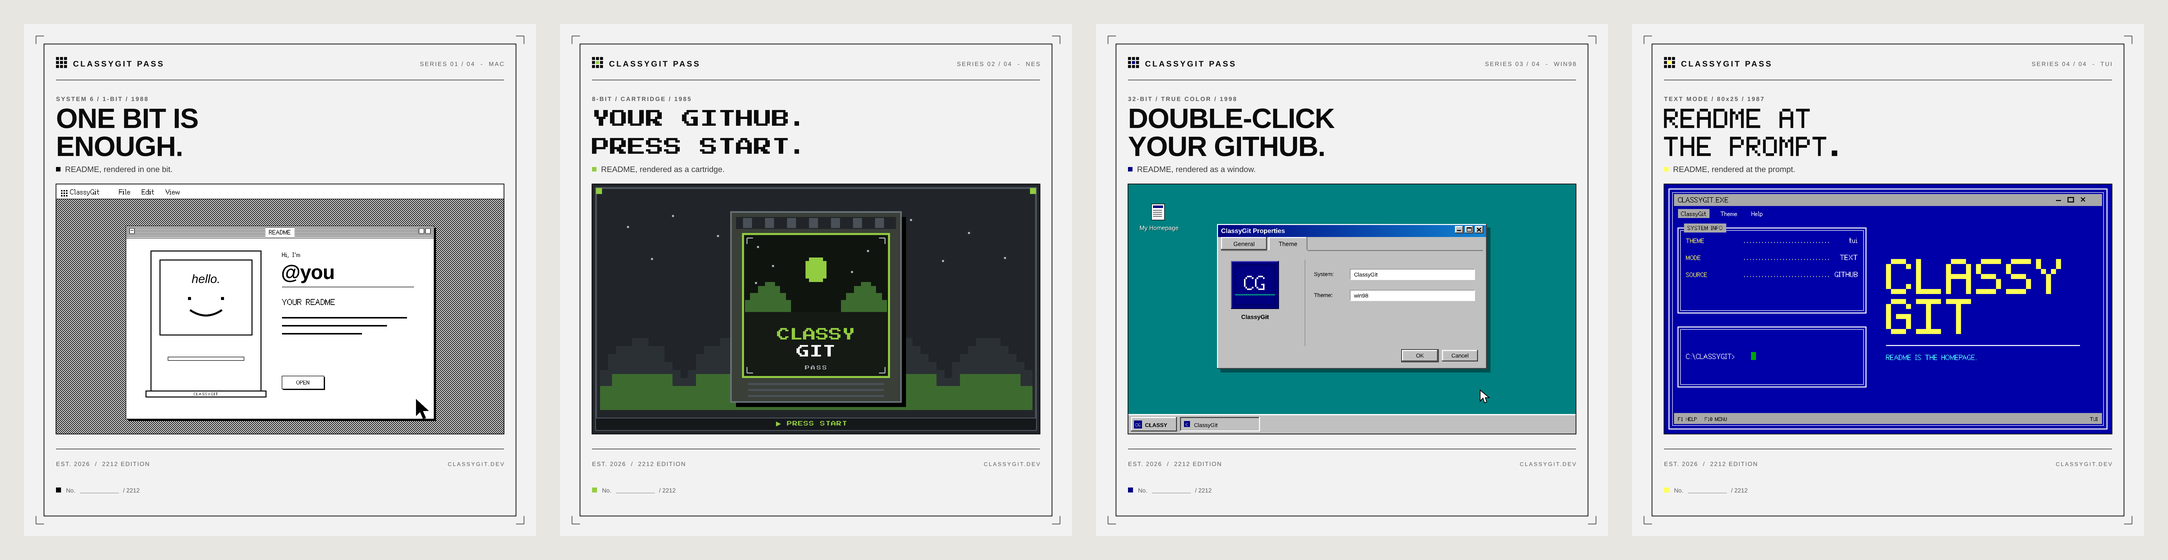 CLASSYGIT PASS
SERIES 01 / 04 - MAC
SYSTEM 6 / 1-BIT / 1988
ONE BIT IS
ENOUGH.
README, rendered in one bit.
ClassyGit File Edit View
README
hello.
CLASSYGIT
Hi, I'm
@you
YOUR README
OPEN
EST. 2026 / 2212 EDITION
CLASSYGIT.DEV
No. ____________ / 2212
CLASSYGIT PASS
SERIES 02 / 04 - NES
8-BIT / CARTRIDGE / 1985
YOUR GITHUB.
PRESS START.
README, rendered as a cartridge.
CLASSY
GIT
PASS
▶ PRESS START
EST. 2026 / 2212 EDITION
CLASSYGIT.DEV
No. ____________ / 2212
CLASSYGIT PASS
SERIES 03 / 04 - WIN98
32-BIT / TRUE COLOR / 1998
DOUBLE-CLICK
YOUR GITHUB.
README, rendered as a window.
My Homepage
ClassyGit Properties
General Theme
CG
ClassyGit
System: ClassyGit
Theme: win98
OK Cancel
CG CLASSY
C ClassyGit
EST. 2026 / 2212 EDITION
CLASSYGIT.DEV
No. ____________ / 2212
CLASSYGIT PASS
SERIES 04 / 04 - TUI
TEXT MODE / 80x25 / 1987
README AT
THE PROMPT.
README, rendered at the prompt.
CLASSYGIT EXE
ClassyGit Theme Help
SYSTEM INFO
THEME ............................ tui
MODE ............................ TEXT
SOURCE ............................ GITHUB
C:\CLASSYGIT>
CLASSY
GIT
README IS THE HOMEPAGE.
F1 HELP F10 MENU
TUI
EST. 2026 / 2212 EDITION
CLASSYGIT.DEV
No. ____________ / 2212